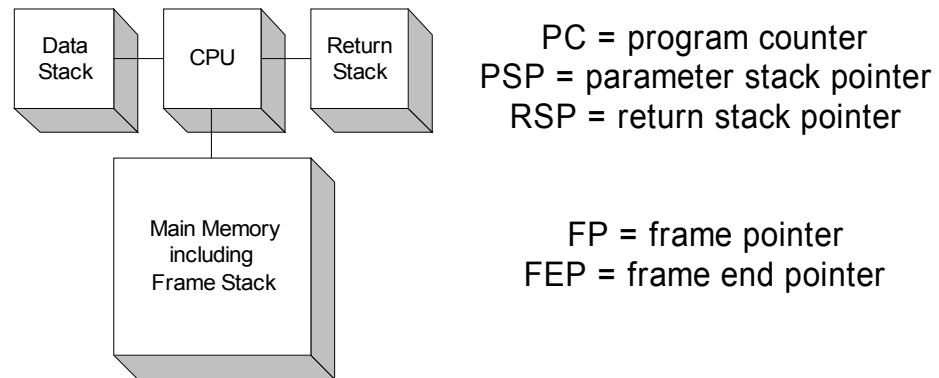 Data
Stack
CPU
Return
Stack
PC = program counter
PSP = parameter stack pointer
RSP = return stack pointer
Main Memory
including
Frame Stack
FP = frame pointer
FEP = frame end pointer